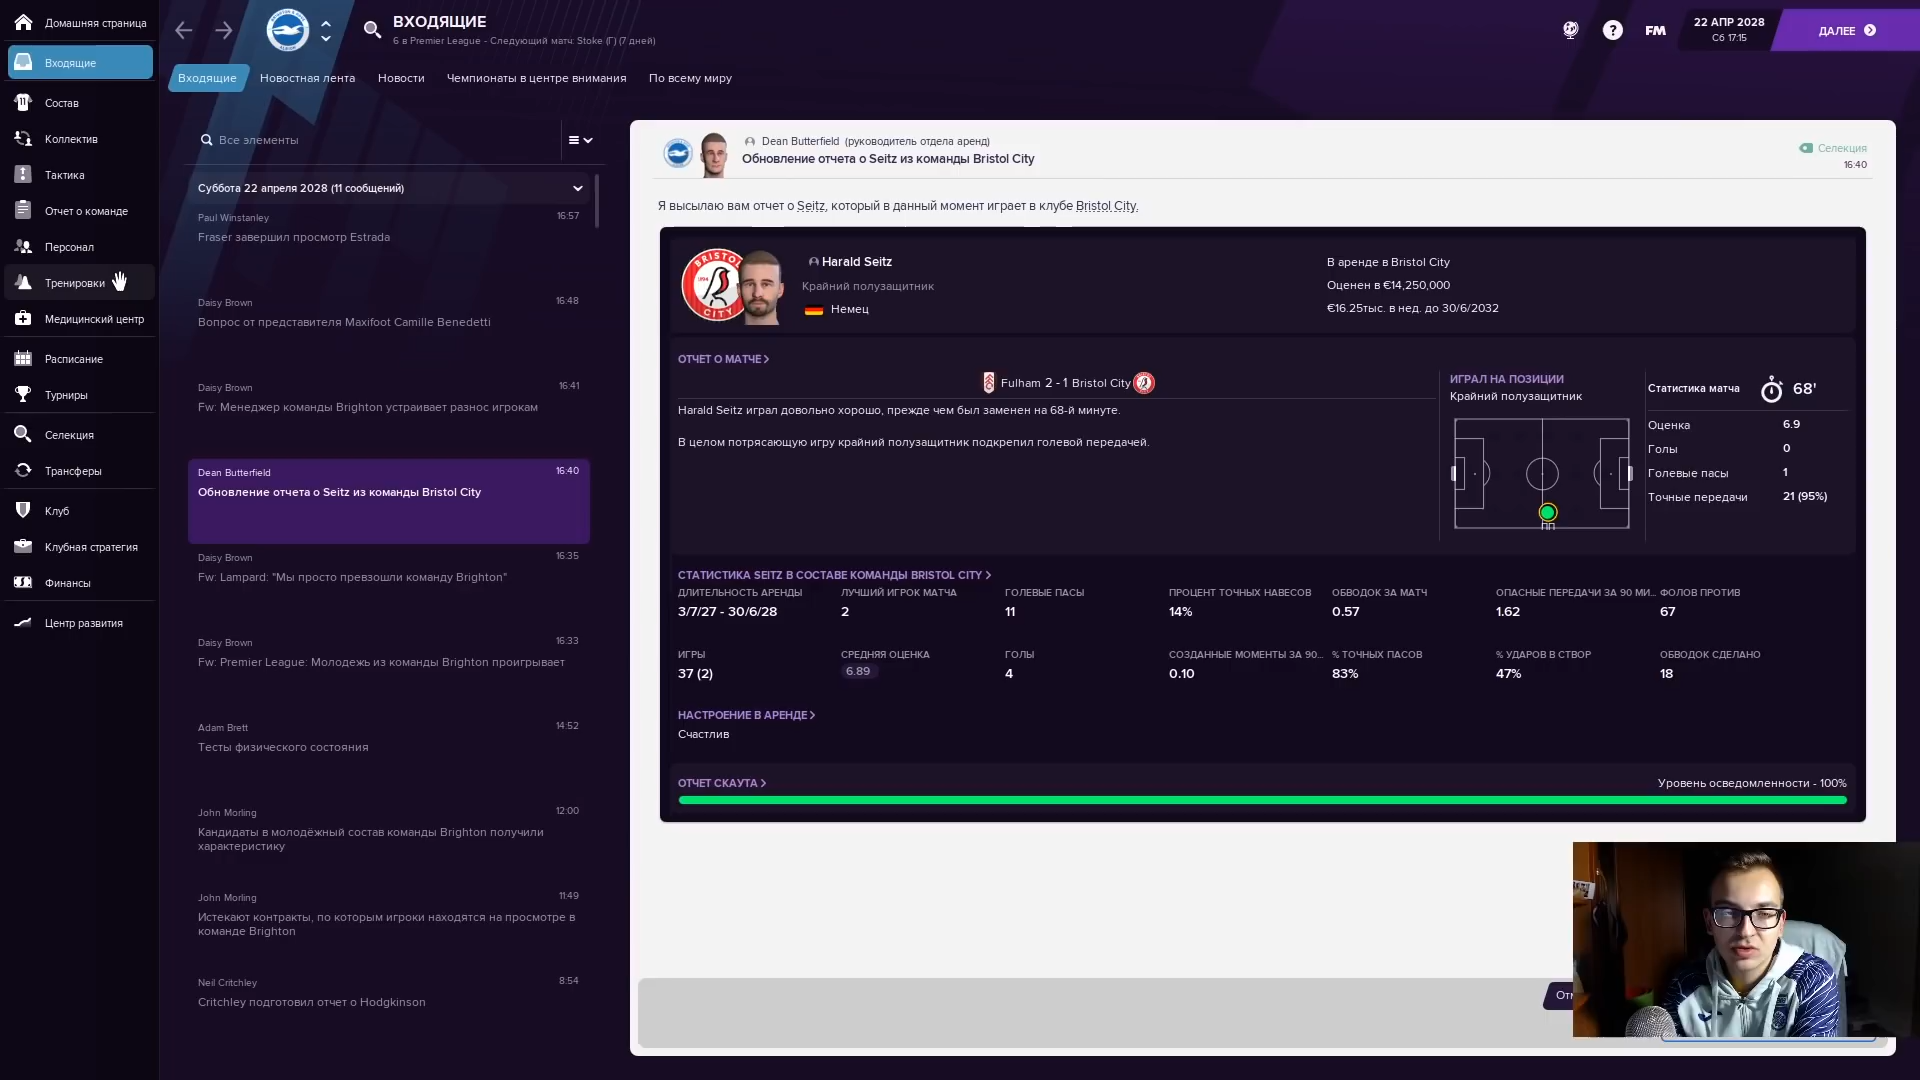 Домашняя страница
Входящие
Состав
Коллектив
Тактика
Отчет о команде
Персонал
Тренировки
Медицинский центр
Расписание
Турниры
Селекция
Трансферы
Клуб
Клубная стратегия
Финансы
Центр развития
ВХОДЯЩИЕ
6 в Premier League - Следующий матч: Stoke (Г) (7 дней)
FM
22 АПР 2028
Сб 17:15
ДАЛЕЕ
Входящие
Новостная лента
Новости
Чемпионаты в центре внимания
По всему миру
Все элементы
Суббота 22 апреля 2028 (11 сообщений)
Paul Winstanley 16:57
Fraser завершил просмотр Estrada
Daisy Brown 16:48
Вопрос от представителя Maxifoot Camille Benedetti
Daisy Brown 16:41
Fw: Менеджер команды Brighton устраивает разнос игрокам
Dean Butterfield 16:40
Обновление отчета о Seitz из команды Bristol City
Daisy Brown 16:35
Fw: Lampard: "Мы просто превзошли команду Brighton"
Daisy Brown 16:33
Fw: Premier League: Молодежь из команды Brighton проигрывает
Adam Brett 14:52
Тесты физического состояния
John Morling 12:00
Кандидаты в молодёжный состав команды Brighton получили
характеристику
John Morling 11:49
Истекают контракты, по которым игроки находятся на просмотре в
команде Brighton
Neil Critchley 8:54
Critchley подготовил отчет о Hodgkinson
Dean Butterfield (руководитель отдела аренд)
Обновление отчета о Seitz из команды Bristol City
Селекция
16:40
Я высылаю вам отчет о Seitz, который в данный момент играет в клубе Bristol City.
BRISTOL
CITY
Harald Seitz
Крайний полузащитник
Немец
В аренде в Bristol City
Оценен в €14,250,000
€16.25тыс. в нед. до 30/6/2032
ОТЧЕТ О МАТЧЕ
Fulham 2 - 1 Bristol City
Harald Seitz играл довольно хорошо, прежде чем был заменен на 68-й минуте.
В целом потрясающую игру крайний полузащитник подкрепил голевой передачей.
ИГРАЛ НА ПОЗИЦИИ
Крайний полузащитник
ПП
Статистика матча 68'
Оценка 6.9
Голы 0
Голевые пасы 1
Точные передачи 21 (95%)
СТАТИСТИКА SEITZ В СОСТАВЕ КОМАНДЫ BRISTOL CITY
ДЛИТЕЛЬНОСТЬ АРЕНДЫ ЛУЧШИЙ ИГРОК МАТЧА ГОЛЕВЫЕ ПАСЫ ПРОЦЕНТ ТОЧНЫХ НАВЕСОВ ОБВОДОК ЗА МАТЧ ОПАСНЫЕ ПЕРЕДАЧИ ЗА 90 МИ... ФОЛОВ ПРОТИВ
3/7/27 - 30/6/28 2 11 14% 0.57 1.62 67
ИГРЫ СРЕДНЯЯ ОЦЕНКА ГОЛЫ СОЗДАННЫЕ МОМЕНТЫ ЗА 90... % ТОЧНЫХ ПАСОВ % УДАРОВ В СТВОР ОБВОДОК СДЕЛАНО
37 (2) 6.89 4 0.10 83% 47% 18
НАСТРОЕНИЕ В АРЕНДЕ
Счастлив
ОТЧЕТ СКАУТА
Уровень осведомленности - 100%